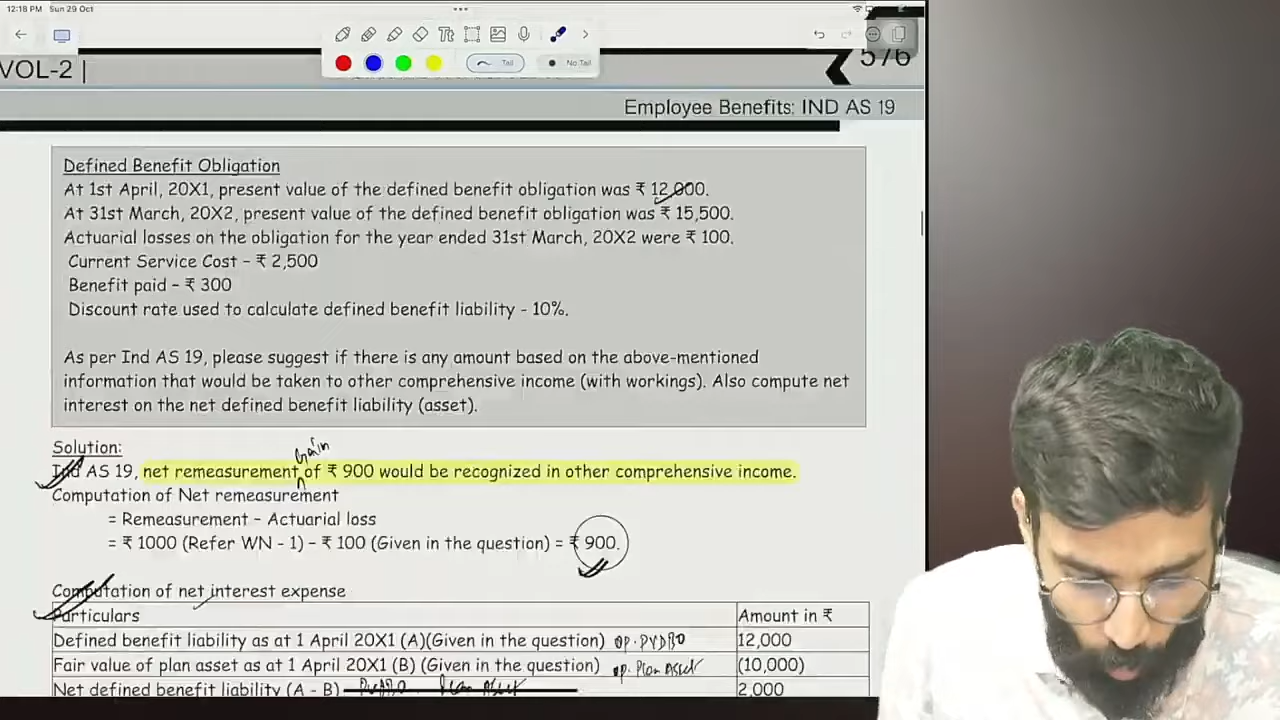 12:18 PM Sun 29 Oct
Tail
No Tail
VOL-2 |
576
Employee Benefits: IND AS 19
Defined Benefit Obligation
At 1st April, 20X1, present value of the defined benefit obligation was ₹ 12,000.
At 31st March, 20X2, present value of the defined benefit obligation was ₹ 15,500.
Actuarial losses on the obligation for the year ended 31st March, 20X2 were ₹ 100.
Current Service Cost – ₹ 2,500
Benefit paid – ₹ 300
Discount rate used to calculate defined benefit liability - 10%.
As per Ind AS 19, please suggest if there is any amount based on the above-mentioned
information that would be taken to other comprehensive income (with workings). Also compute net
interest on the net defined benefit liability (asset).
Solution:
Gain
Ind AS 19, net remeasurement of ₹ 900 would be recognized in other comprehensive income.
Computation of Net remeasurement
= Remeasurement – Actuarial loss
= ₹ 1000 (Refer WN - 1) – ₹ 100 (Given in the question) = ₹ 900.
Computation of net interest expense
Particulars Amount in ₹
Defined benefit liability as at 1 April 20X1 (A)(Given in the question) op. PVDBO 12,000
Fair value of plan asset as at 1 April 20X1 (B) (Given in the question) op. Plan Asset (10,000)
Net defined benefit liability (A - B) PVDBO Plan Asset 2,000